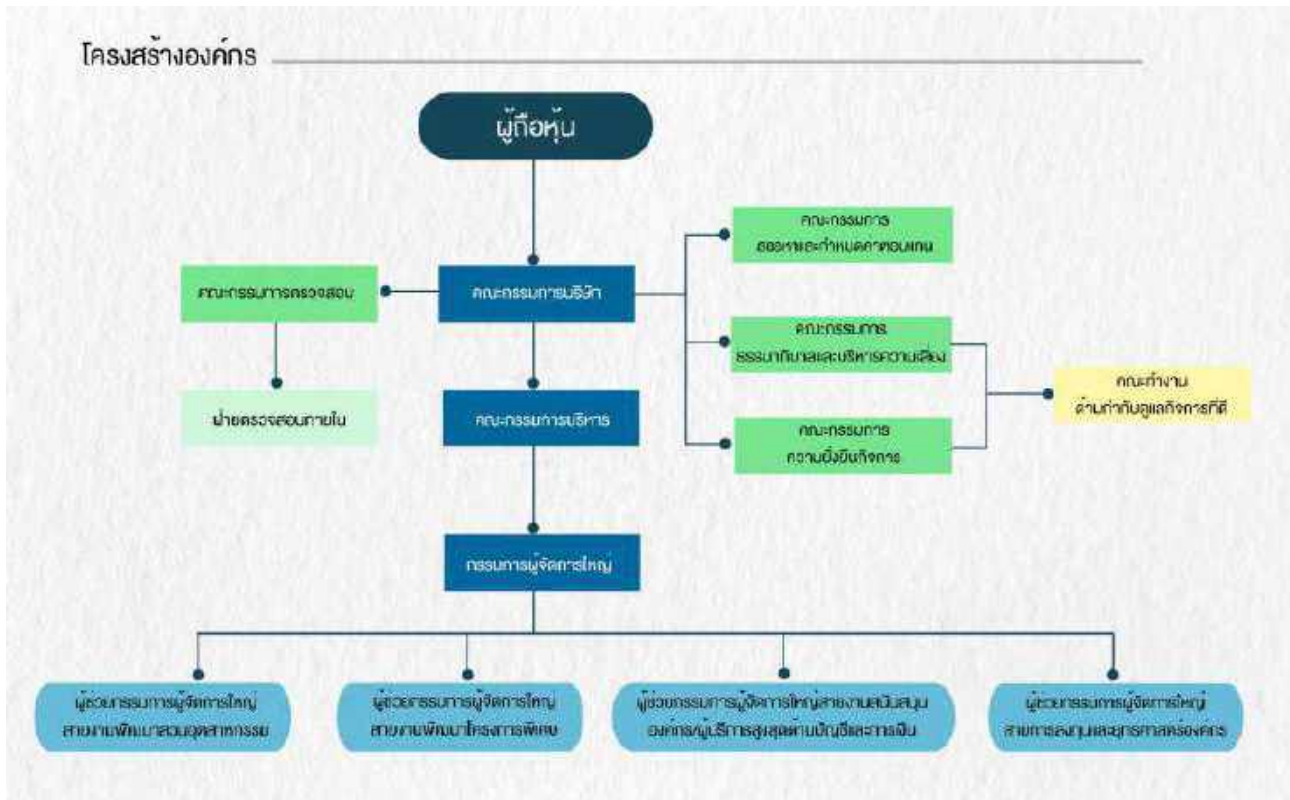 โครงสร้างองค์กร
ผู้ถือหุ้น
คณะกรรมการ
สรรหาและกำหนดค่าตอบแทน
คณะกรรมการตรวจสอบ
คณะกรรมการบริษัท
คณะกรรมการ
ธรรมาภิบาลและบริหารความเสี่ยง
คณะทำงาน
ด้านกำกับดูแลกิจการที่ดี
ฝ่ายตรวจสอบภายใน
คณะกรรมการบริหาร
คณะกรรมการ
ความยั่งยืนกิจการ
กรรมการผู้จัดการใหญ่
ผู้ช่วยกรรมการผู้จัดการใหญ่
สายงานพัฒนาสวนอุตสาหกรรม
ผู้ช่วยกรรมการผู้จัดการใหญ่
สายงานพัฒนาโครงการพิเศษ
ผู้ช่วยกรรมการผู้จัดการใหญ่สายงานสนับสนุน
องค์กร/ผู้บริหารสูงสุดด้านบัญชีและการเงิน
ผู้ช่วยกรรมการผู้จัดการใหญ่
สายการลงทุนและยุทธศาสตร์องค์กร